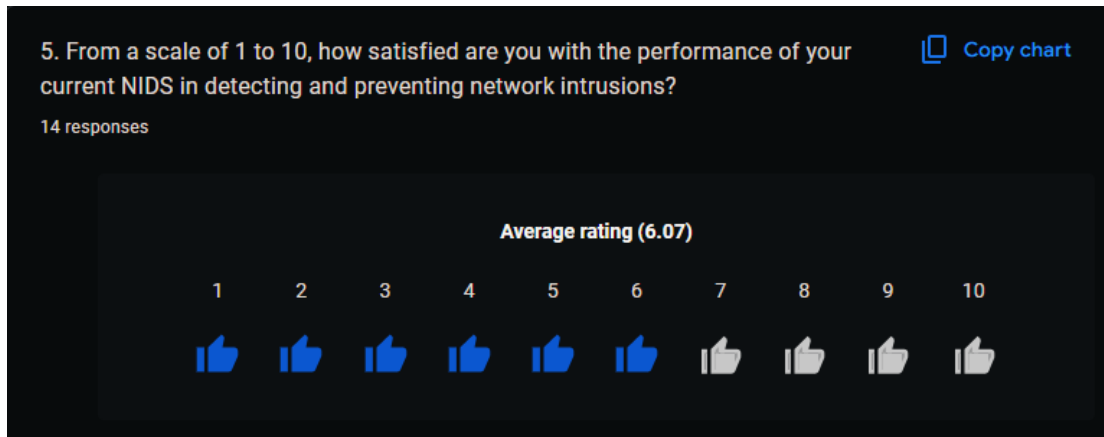 5. From a scale of 1 to 10, how satisfied are you with the performance of your
current NIDS in detecting and preventing network intrusions?
Copy chart
14 responses
Average rating (6.07)
1 2 3 4 5 6 7 8 9 10